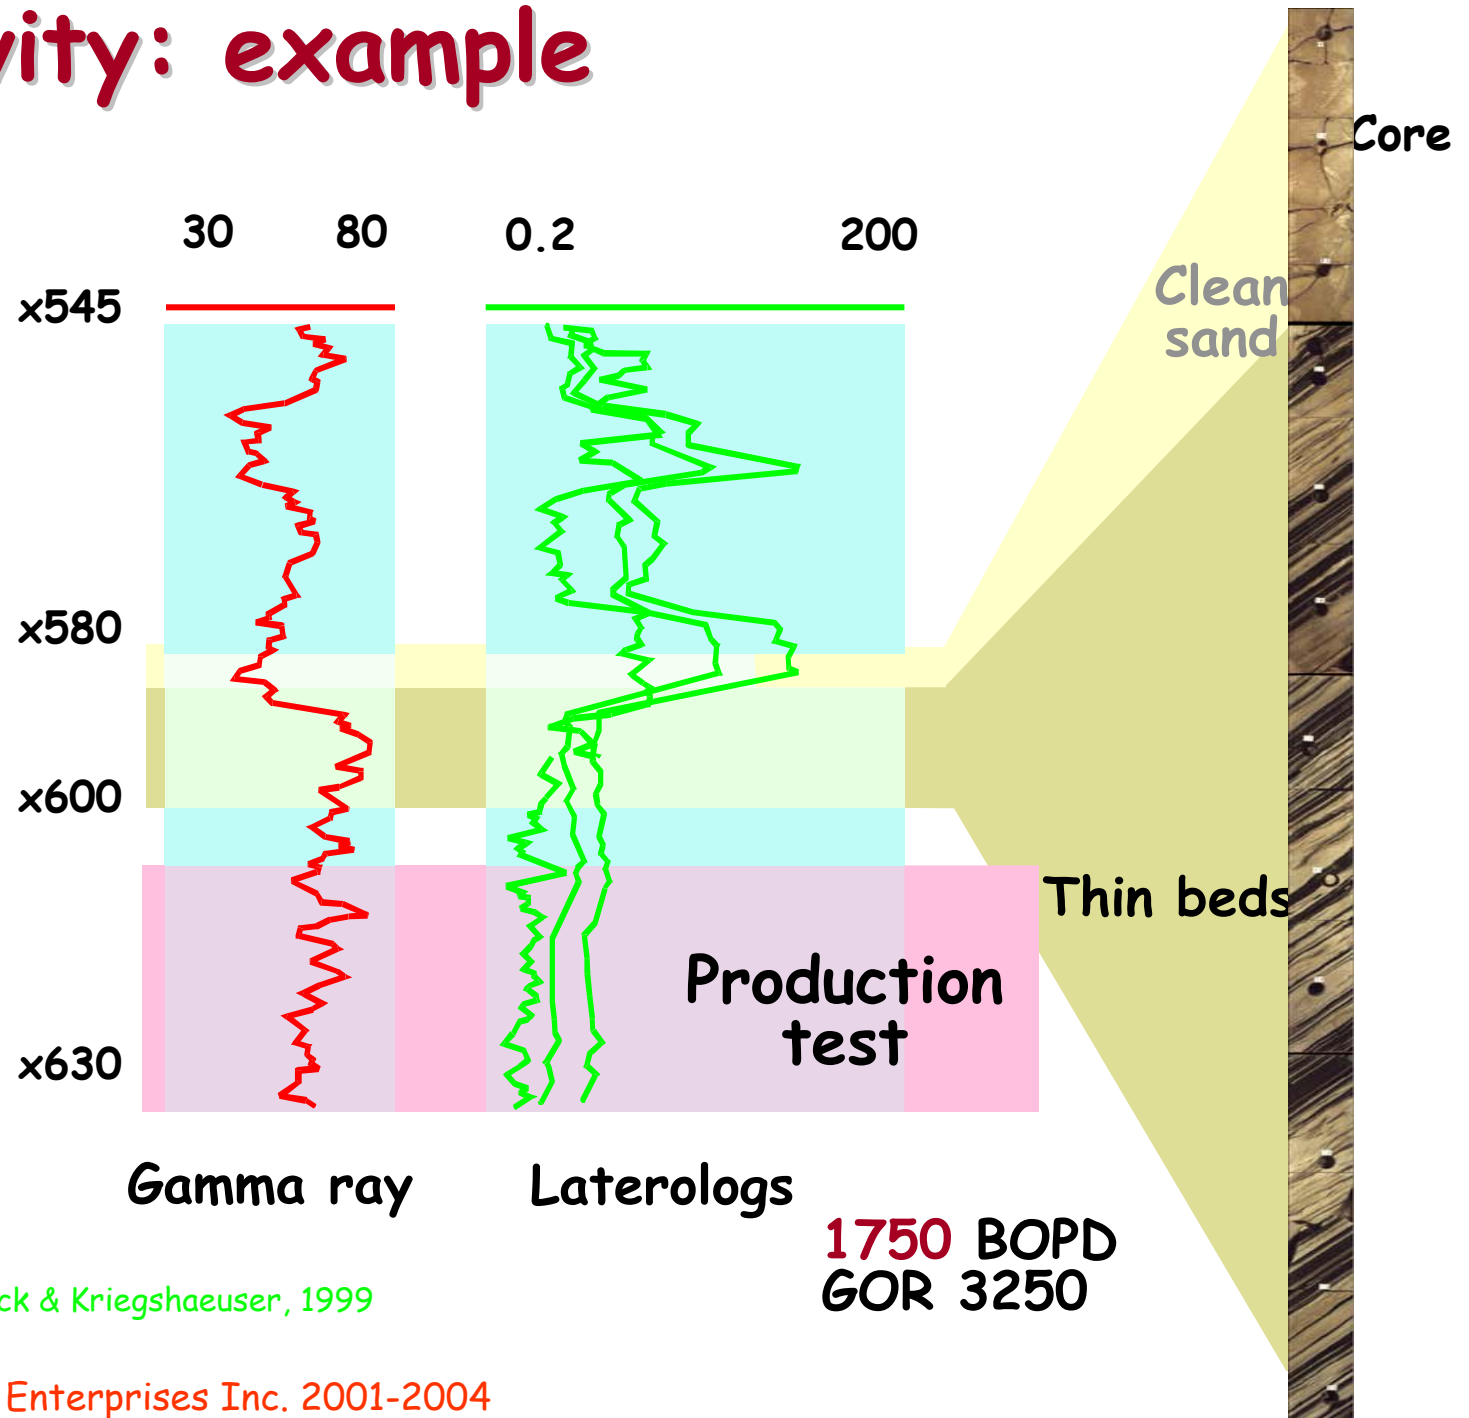 vity: example
Core
30 80 0.2 200
x545
Clean
sand
x580
x600
Thin beds
Production
test
x630
Gamma ray Laterologs
1750 BOPD
GOR 3250
ck & Kriegshaeuser, 1999
Enterprises Inc. 2001-2004